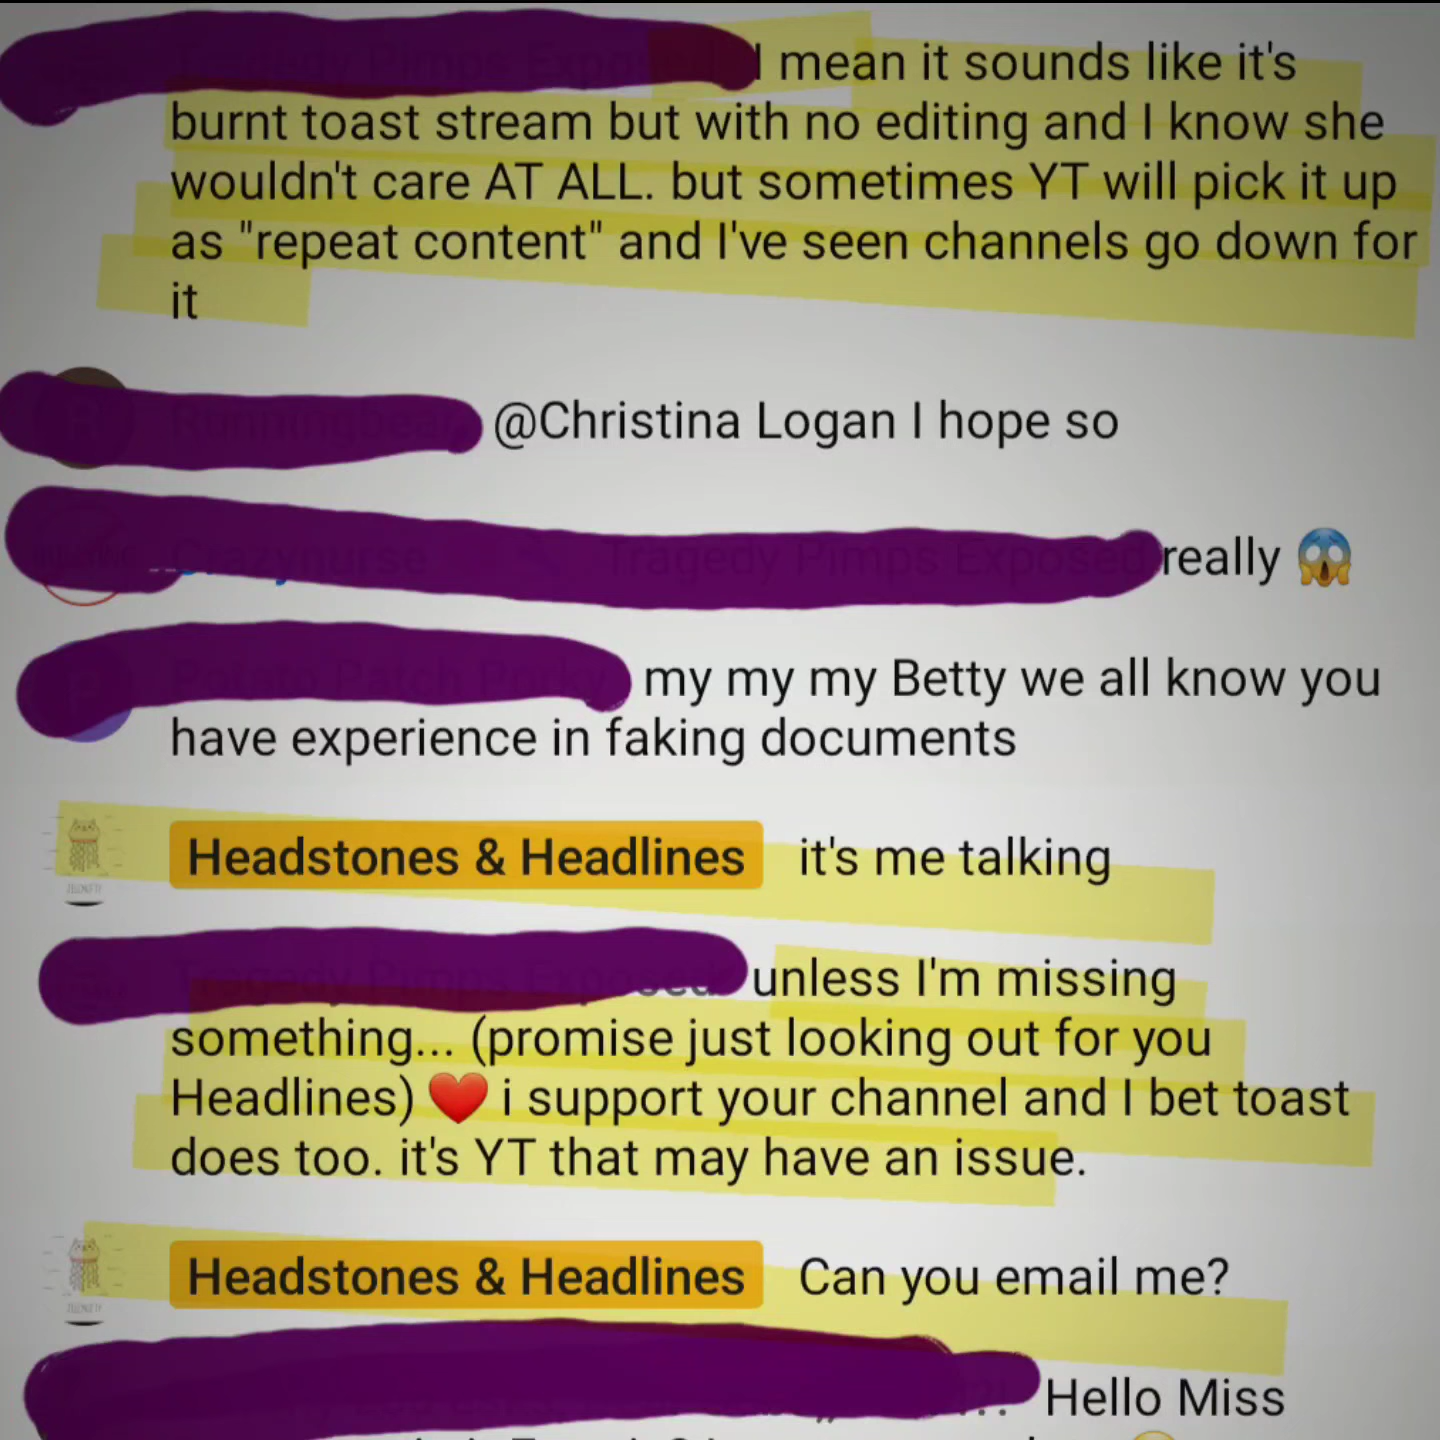 I mean it sounds like it's
burnt toast stream but with no editing and I know she
wouldn't care AT ALL. but sometimes YT will pick it up
as "repeat content" and I've seen channels go down for
it
@Christina Logan I hope so
really 😱
my my my Betty we all know you
have experience in faking documents
Headstones & Headlines it's me talking
unless I'm missing
something... (promise just looking out for you
Headlines) ❤️ i support your channel and I bet toast
does too. it's YT that may have an issue.
Headstones & Headlines Can you email me?
Hello Miss